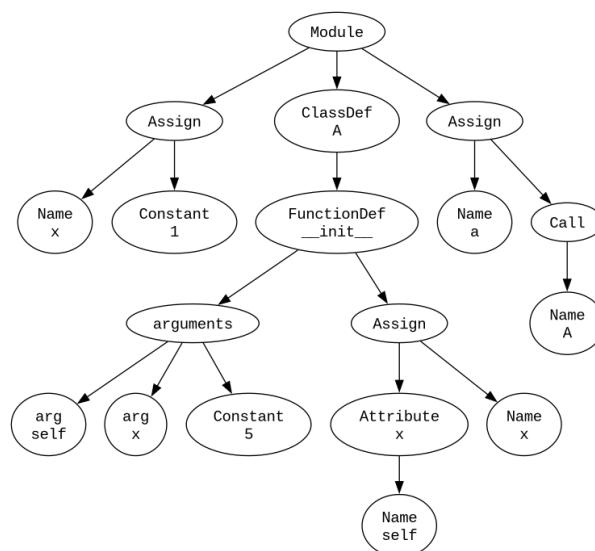 Module
Assign
ClassDef
A
Assign
Name
x
Constant
1
FunctionDef
__init__
Name
a
Call
arguments
Assign
Name
A
arg
self
arg
x
Constant
5
Attribute
x
Name
x
Name
self